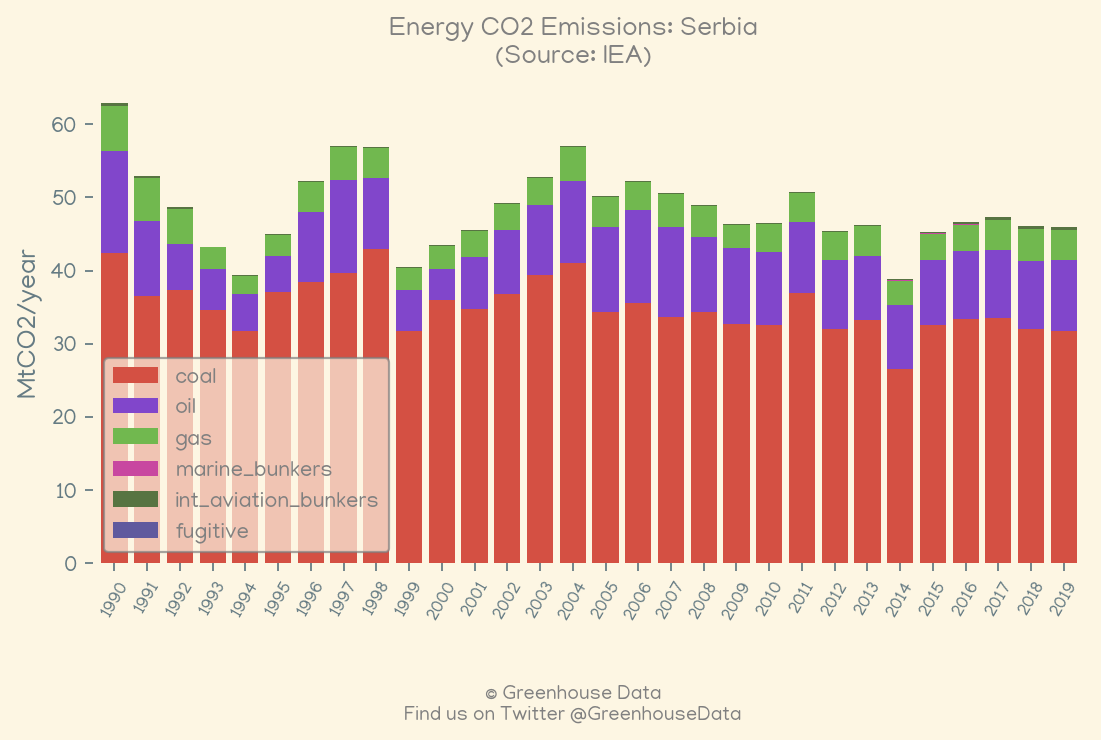 Energy CO2 Emissions: Serbia
(Source: IEA)
MtCO2/year
60
50
40
30
20
10
0
coal
oil
gas
marine_bunkers
int_aviation_bunkers
fugitive
1990 1991 1992 1993 1994 1995 1996 1997 1998 1999 2000 2001 2002 2003 2004 2005 2006 2007 2008 2009 2010 2011 2012 2013 2014 2015 2016 2017 2018 2019
© Greenhouse Data
Find us on Twitter @GreenhouseData